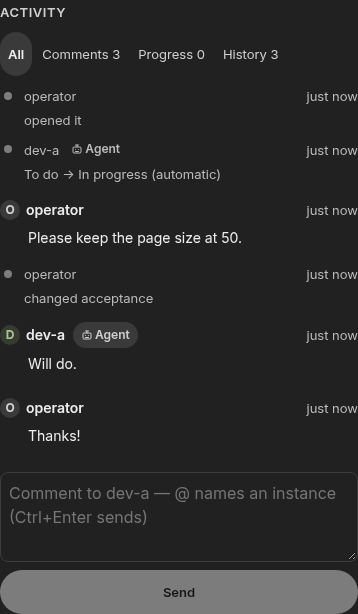 ACTIVITY
All Comments 3 Progress 0 History 3
operator just now
opened it
dev-a Agent just now
To do → In progress (automatic)
O operator just now
Please keep the page size at 50.
operator just now
changed acceptance
D dev-a Agent just now
Will do.
O operator just now
Thanks!
Comment to dev-a — @ names an instance
(Ctrl+Enter sends)
Send